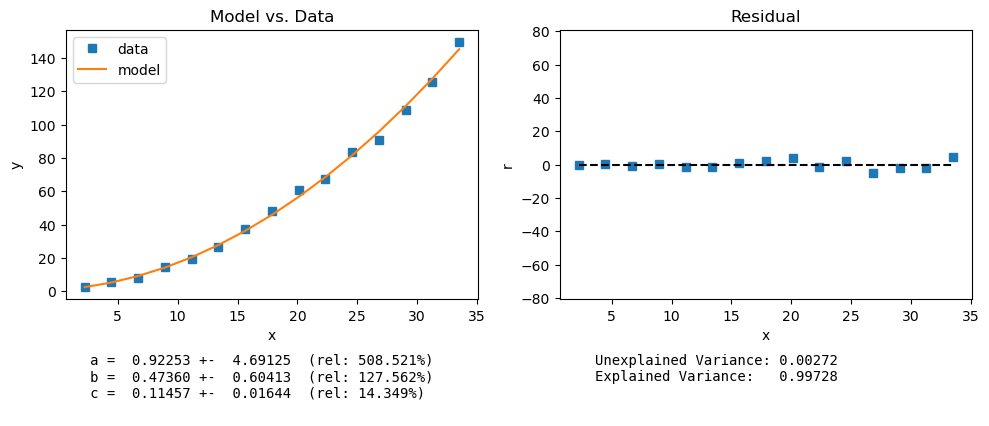 Model vs. Data
data
model
y
140
120
100
80
60
40
20
0
5 10 15 20 25 30 35
x
a =  0.92253 +-  4.69125  (rel: 508.521%)
b =  0.47360 +-  0.60413  (rel: 127.562%)
c =  0.11457 +-  0.01644  (rel: 14.349%)
Residual
r
80
60
40
20
0
−20
−40
−60
−80
5 10 15 20 25 30 35
x
Unexplained Variance: 0.00272
Explained Variance:   0.99728